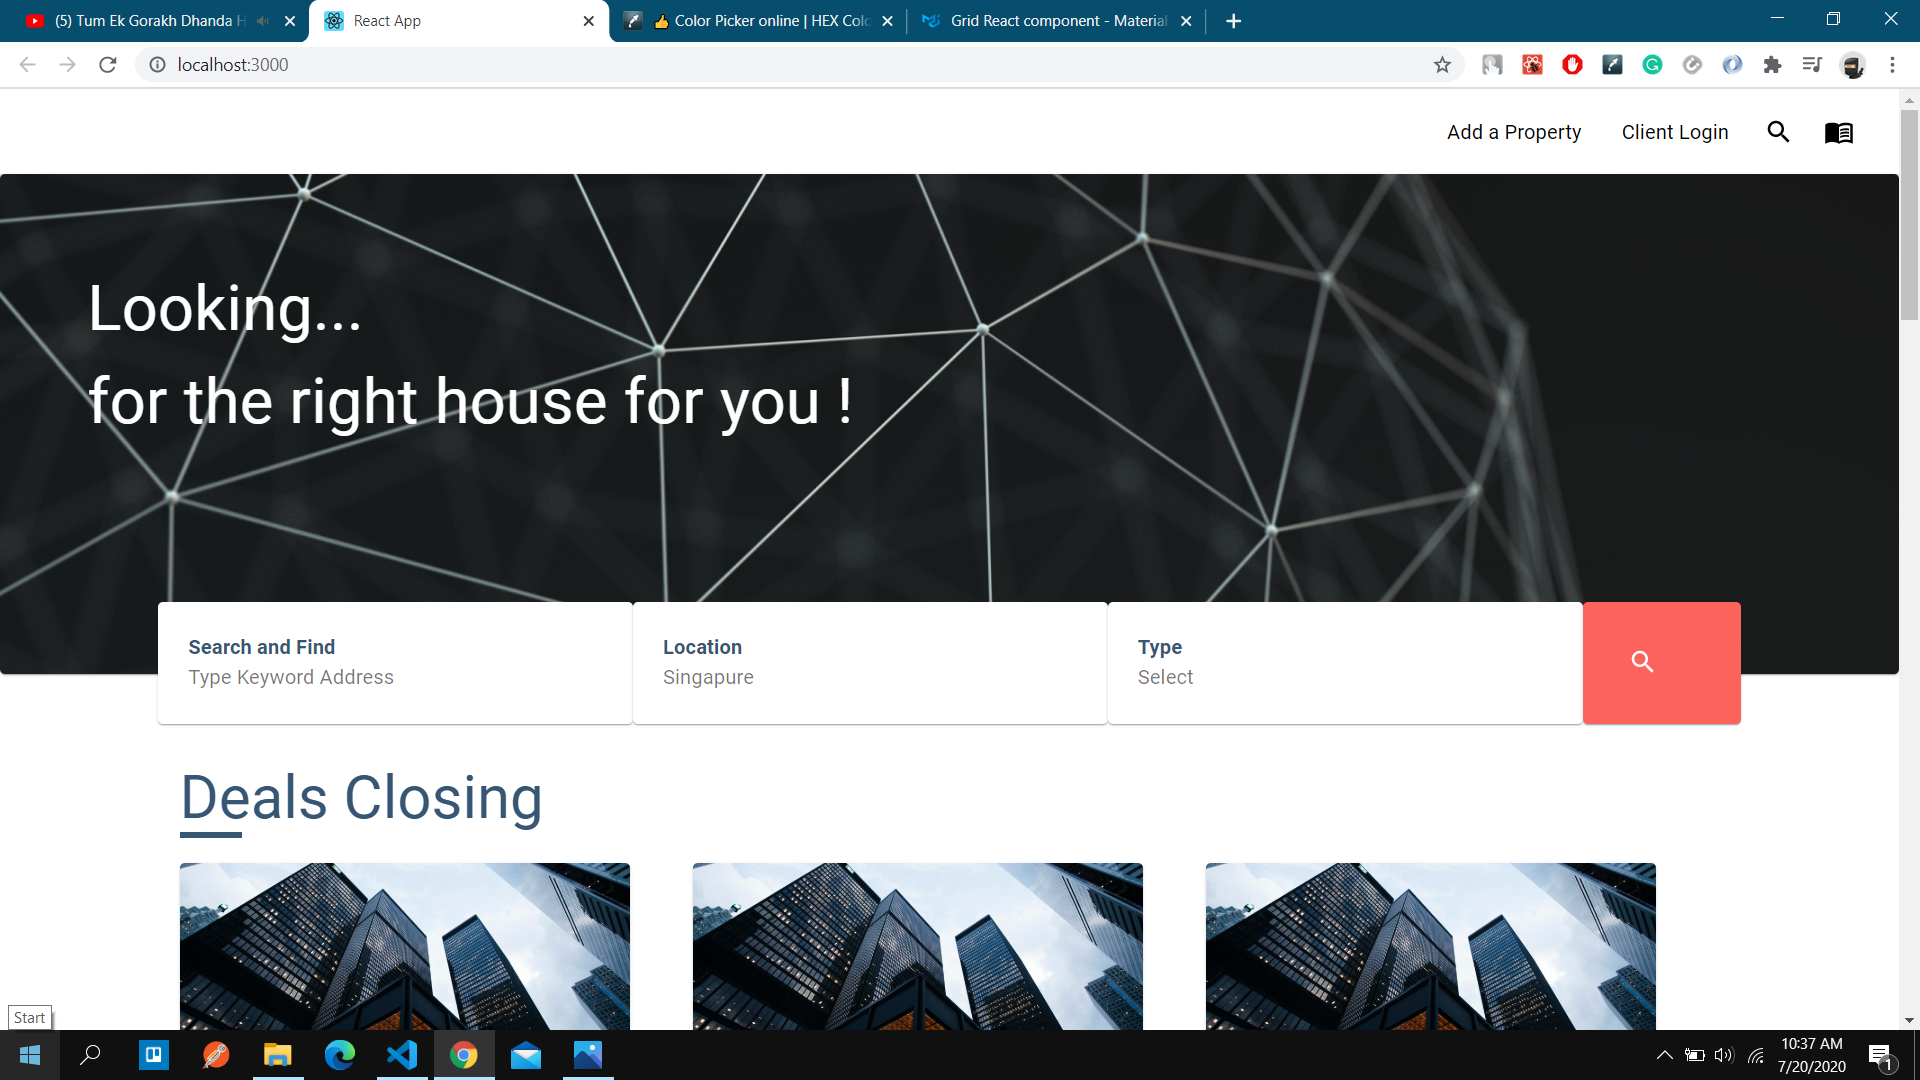 (5) Tum Ek Gorakh Dhanda H
React App
👍 Color Picker online | HEX Colo
Grid React component - Material
localhost:3000
Add a Property
Client Login
Looking...
for the right house for you !
Search and Find
Type Keyword Address
Location
Singapure
Type
Select
Deals Closing
Start
10:37 AM
7/20/2020
1